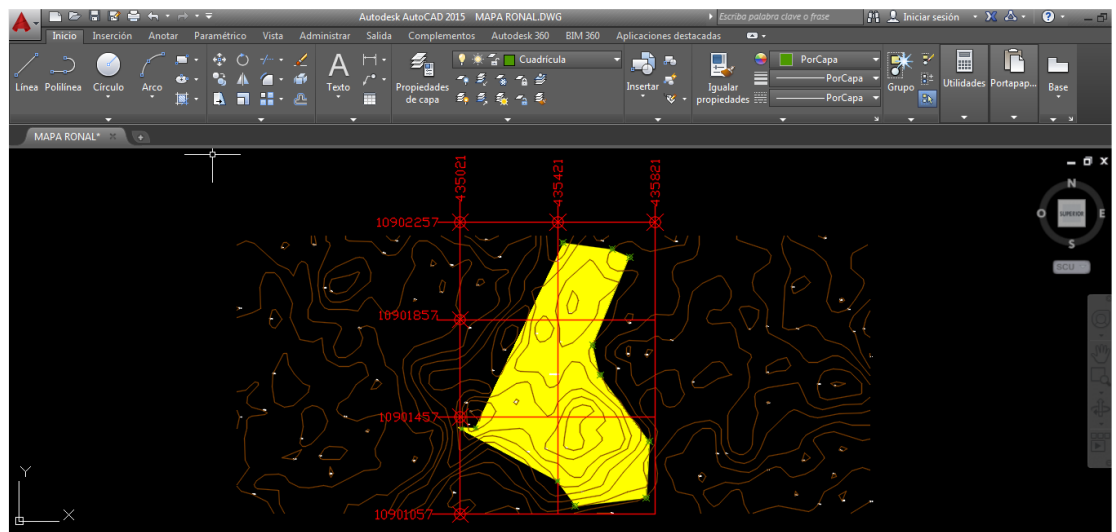 Autodesk AutoCAD 2015 MAPA RONAL.DWG
Escriba palabra clave o frase
Iniciar sesión
Inicio Inserción Anotar Paramétrico Vista Administrar Salida Complementos Autodesk 360 BIM 360 Aplicaciones destacadas
Cuadrícula
PorCapa
PorCapa
PorCapa
Línea Polilínea Círculo Arco
Texto
Propiedades de capa
Insertar
Igualar propiedades
Grupo
Utilidades
Portapap...
Base
MAPA RONAL*
435021
435421
435821
10902257
10901857
10901457
10901057
N
O
SUPERIOR
E
S
SCU
Y
X